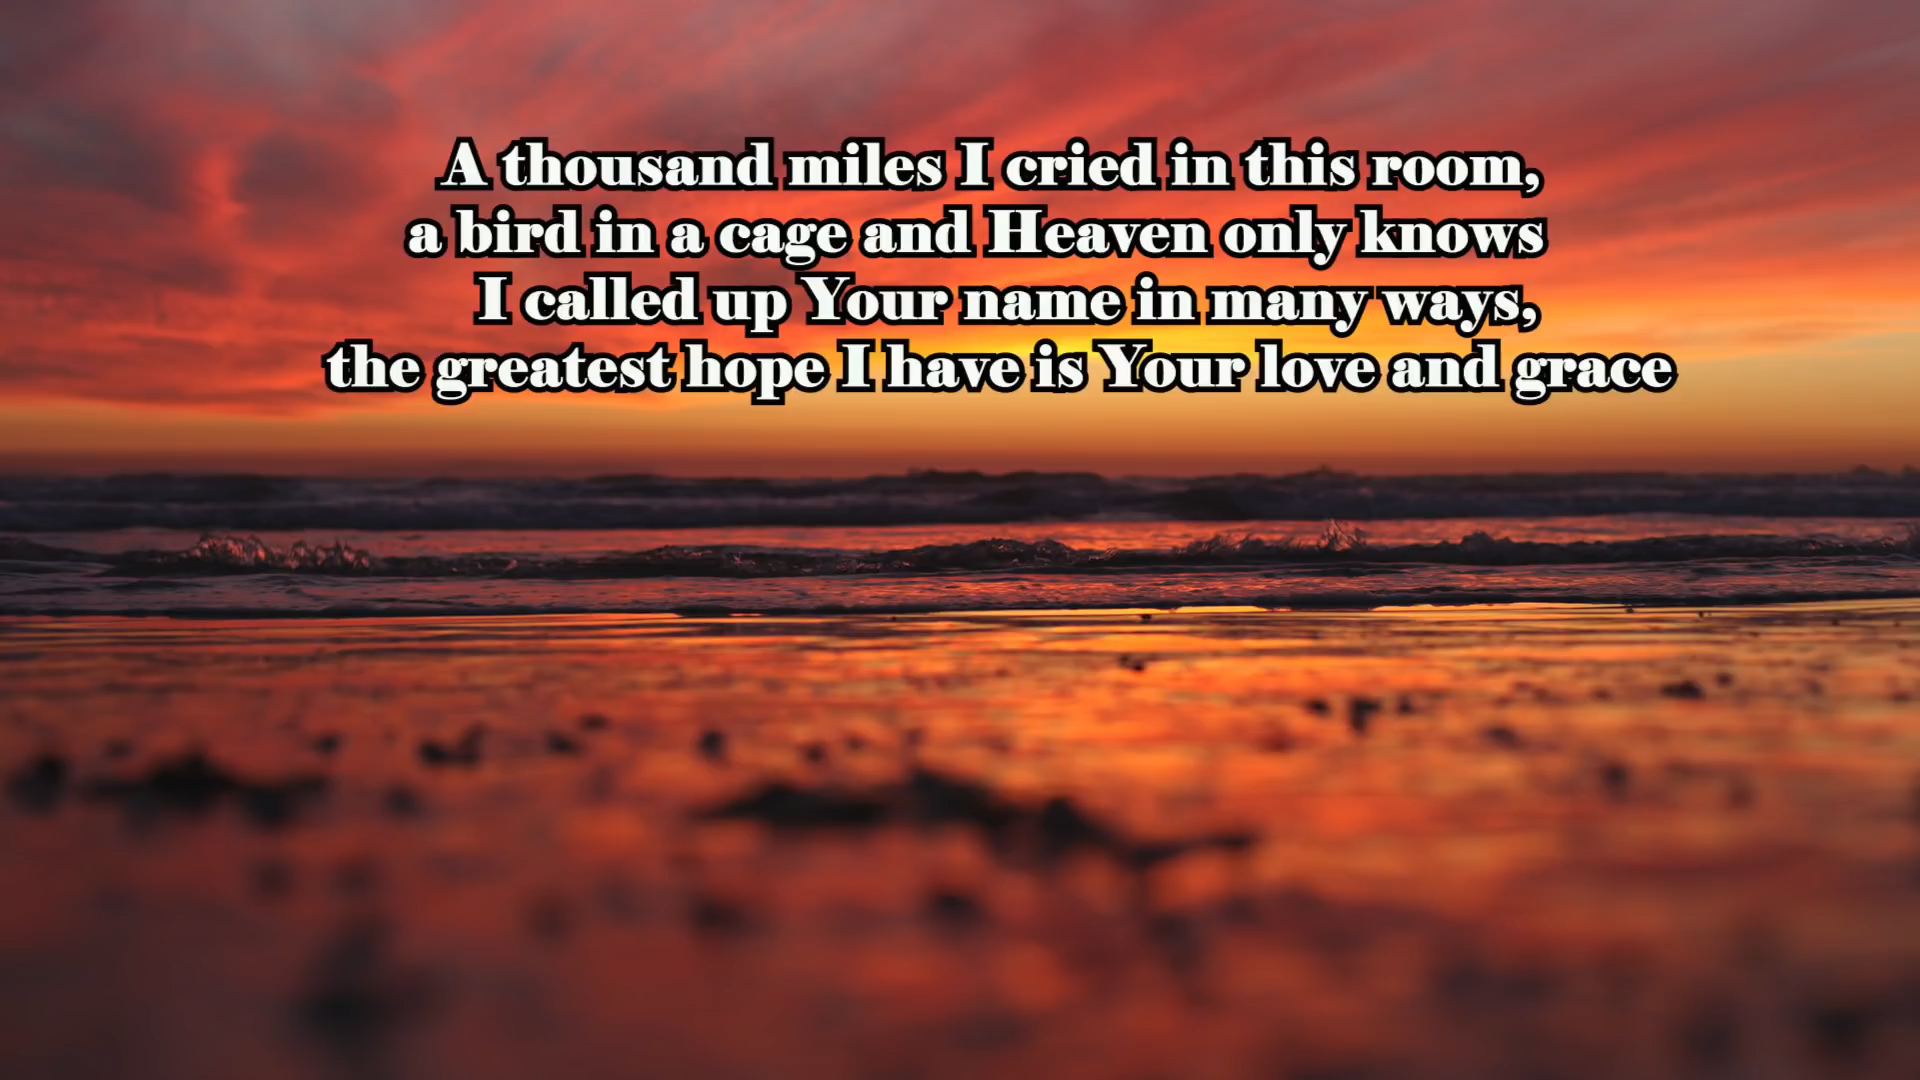 A thousand miles I cried in this room,
a bird in a cage and Heaven only knows
I called up Your name in many ways,
the greatest hope I have is Your love and grace